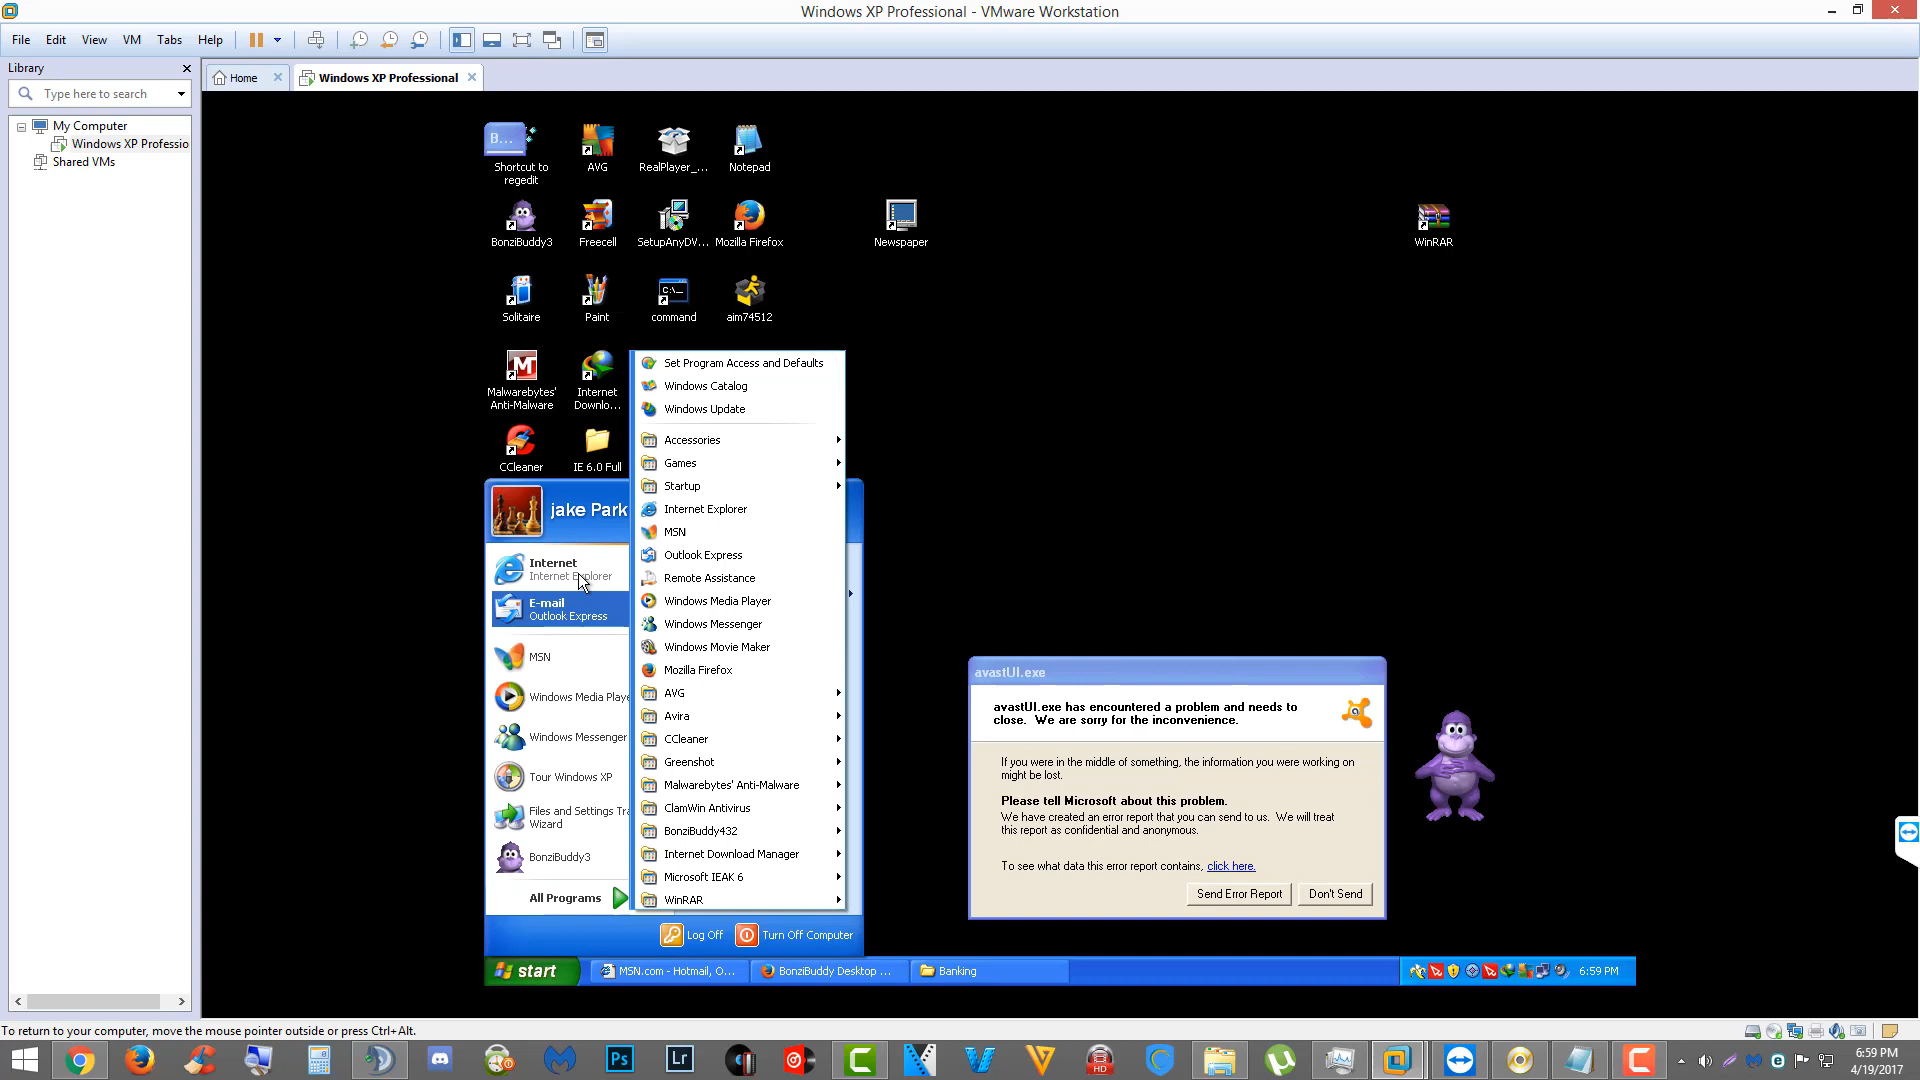 Windows XP Professional - VMware Workstation
File Edit View VM Tabs Help
Library
Type here to search
My Computer
Windows XP Professio
Shared VMs
Home
Windows XP Professional
B...
Shortcut to
regedit
AVG
RealPlayer_...
Notepad
BonziBuddy3
Freecell
SetupAnyDV...
Mozilla Firefox
Newspaper
WinRAR
Solitaire
Paint
C:\_
command
aim74512
Malwarebytes'
Anti-Malware
Internet
Downlo...
CCleaner
IE 6.0 Full
Set Program Access and Defaults
Windows Catalog
Windows Update
Accessories
Games
Startup
Internet Explorer
MSN
Outlook Express
Remote Assistance
Windows Media Player
Windows Messenger
Windows Movie Maker
Mozilla Firefox
AVG
Avira
CCleaner
Greenshot
Malwarebytes' Anti-Malware
ClamWin Antivirus
BonziBuddy432
Internet Download Manager
Microsoft IEAK 6
WinRAR
jake Park
Internet
Internet Explorer
E-mail
Outlook Express
MSN
Windows Media Playe
Windows Messenger
Tour Windows XP
Files and Settings Tra
Wizard
BonziBuddy3
All Programs
Log Off
Turn Off Computer
avastUI.exe
avastUI.exe has encountered a problem and needs to
close. We are sorry for the inconvenience.
If you were in the middle of something, the information you were working on
might be lost.
Please tell Microsoft about this problem.
We have created an error report that you can send to us. We will treat
this report as confidential and anonymous.
To see what data this error report contains, click here.
Send Error Report
Don't Send
start
MSN.com - Hotmail, O...
BonziBuddy Desktop ...
Banking
6:59 PM
To return to your computer, move the mouse pointer outside or press Ctrl+Alt.
Ps
Lr
HD
6:59 PM
4/19/2017